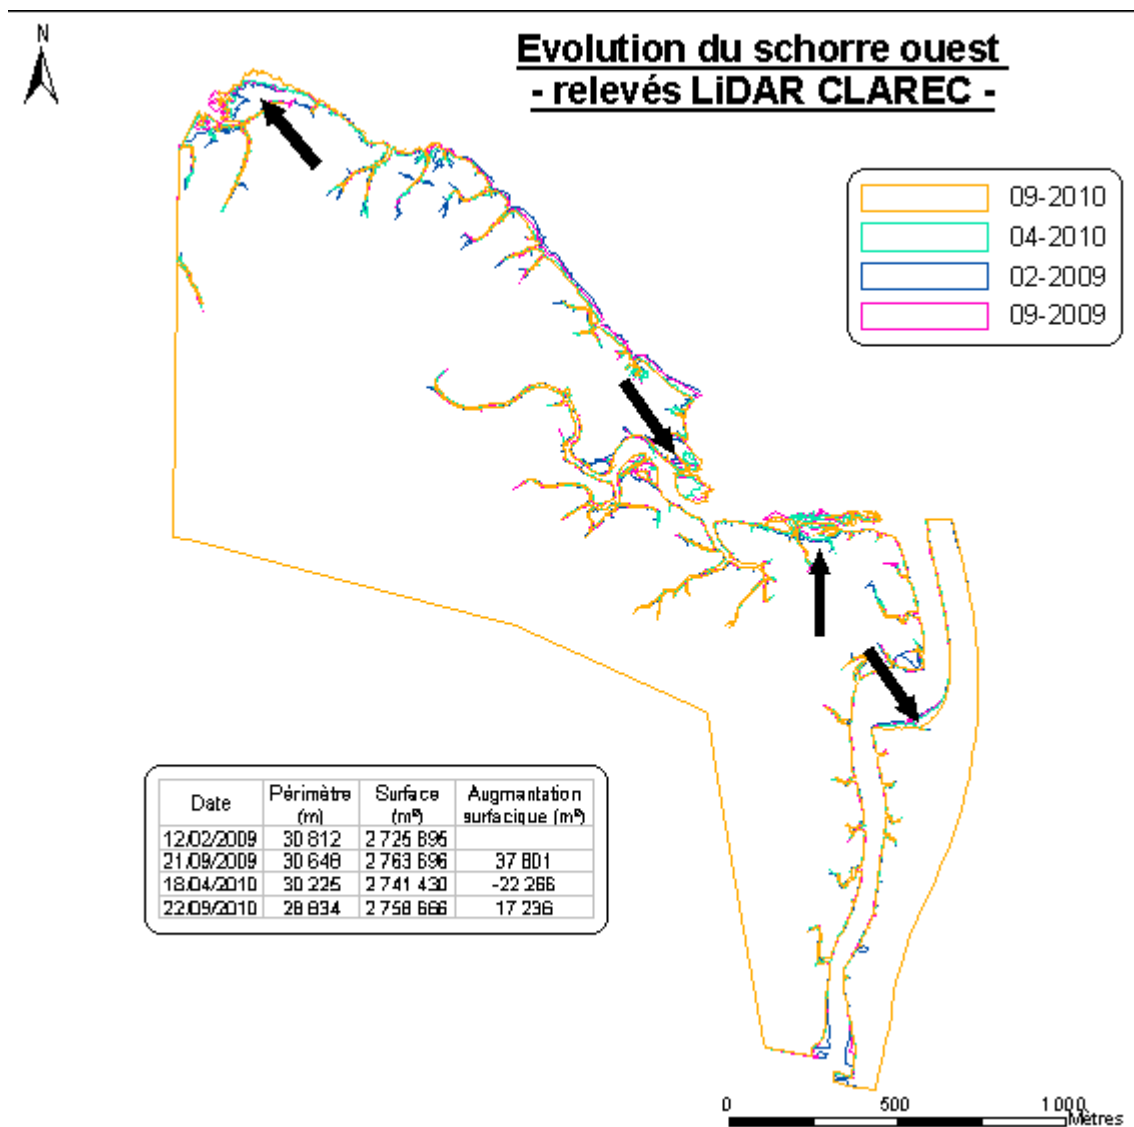 N
Evolution du schorre ouest
- relevés LiDAR CLAREC -
09-2010
04-2010
02-2009
09-2009
Date Périmètre (m) Surface (m²) Augmantation surfacique (m²)
12/02/2009 30 812 2 725 895
21/09/2009 30 648 2 763 696 37 801
18/04/2010 30 225 2 741 430 -22 266
22/09/2010 28 834 2 758 666 17 236
0 500 1 000
Mètres